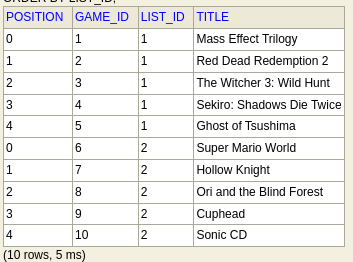 ORDER BY LIST_ID;
POSITION GAME_ID LIST_ID TITLE
0 1 1 Mass Effect Trilogy
1 2 1 Red Dead Redemption 2
2 3 1 The Witcher 3: Wild Hunt
3 4 1 Sekiro: Shadows Die Twice
4 5 1 Ghost of Tsushima
0 6 2 Super Mario World
1 7 2 Hollow Knight
2 8 2 Ori and the Blind Forest
3 9 2 Cuphead
4 10 2 Sonic CD
(10 rows, 5 ms)